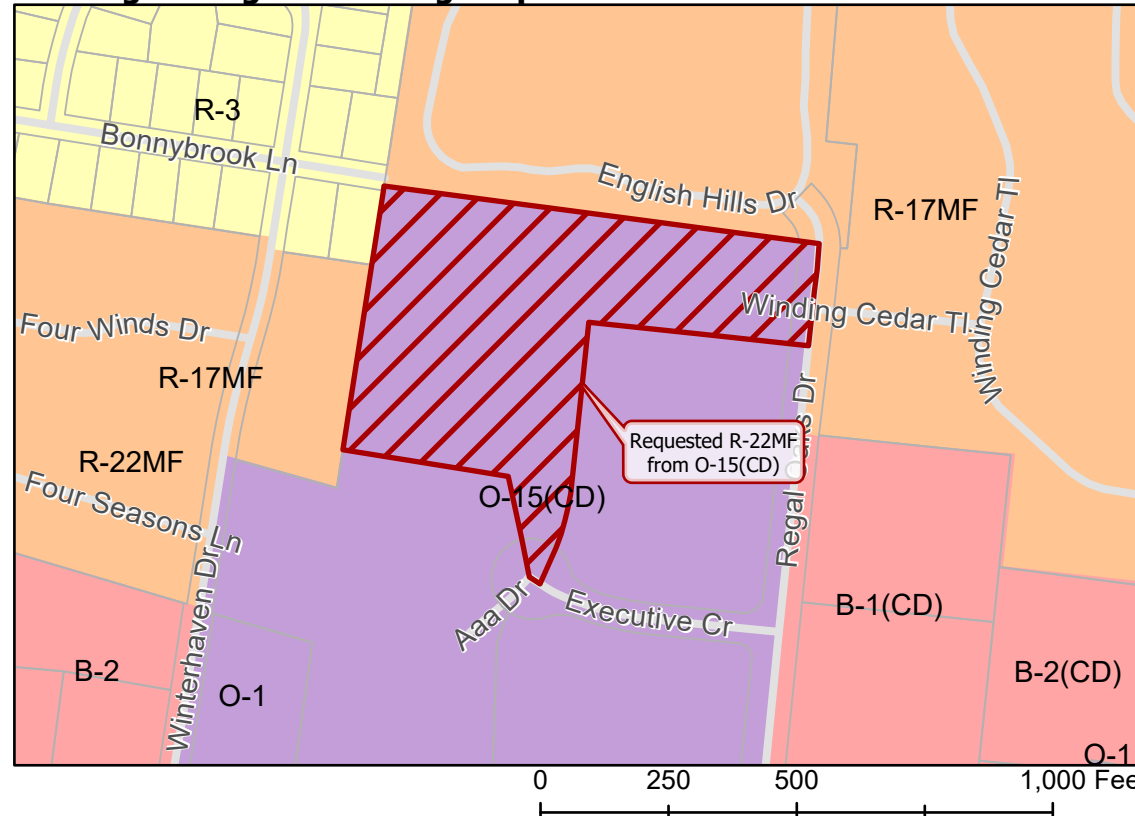 R-3
Bonnybrook Ln
English Hills Dr
R-17MF
Winding Cedar Tl
Winding Cedar Tl
Four Winds Dr
R-17MF
Requested R-22MF
from O-15(CD)
R-22MF
Four Seasons Ln
O-15(CD)
Regal Oaks Dr
Winterhaven Dr
Aaa Dr
Executive Cr
B-1(CD)
B-2
O-1
B-2(CD)
O-1
0 250 500 1,000 Fee